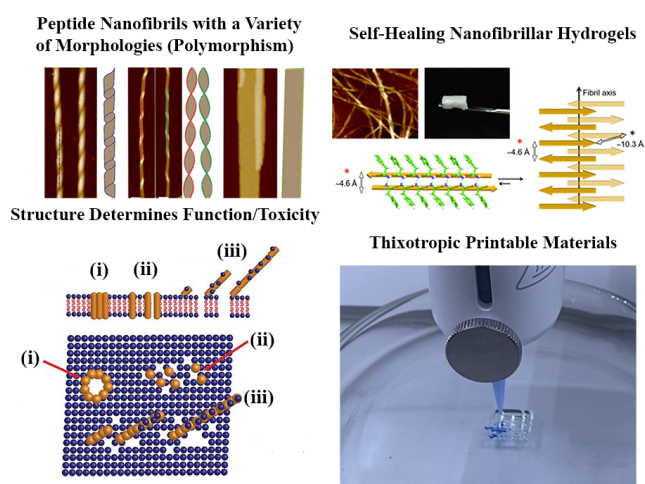 Peptide Nanofibrils with a Variety
of Morphologies (Polymorphism)
Self-Healing Nanofibrillar Hydrogels
Fibril axis
*
~10.3 Å
*
~4.6 Å
*
~4.6 Å
Structure Determines Function/Toxicity
(i)
(ii)
(iii)
(i)
(ii)
(iii)
Thixotropic Printable Materials